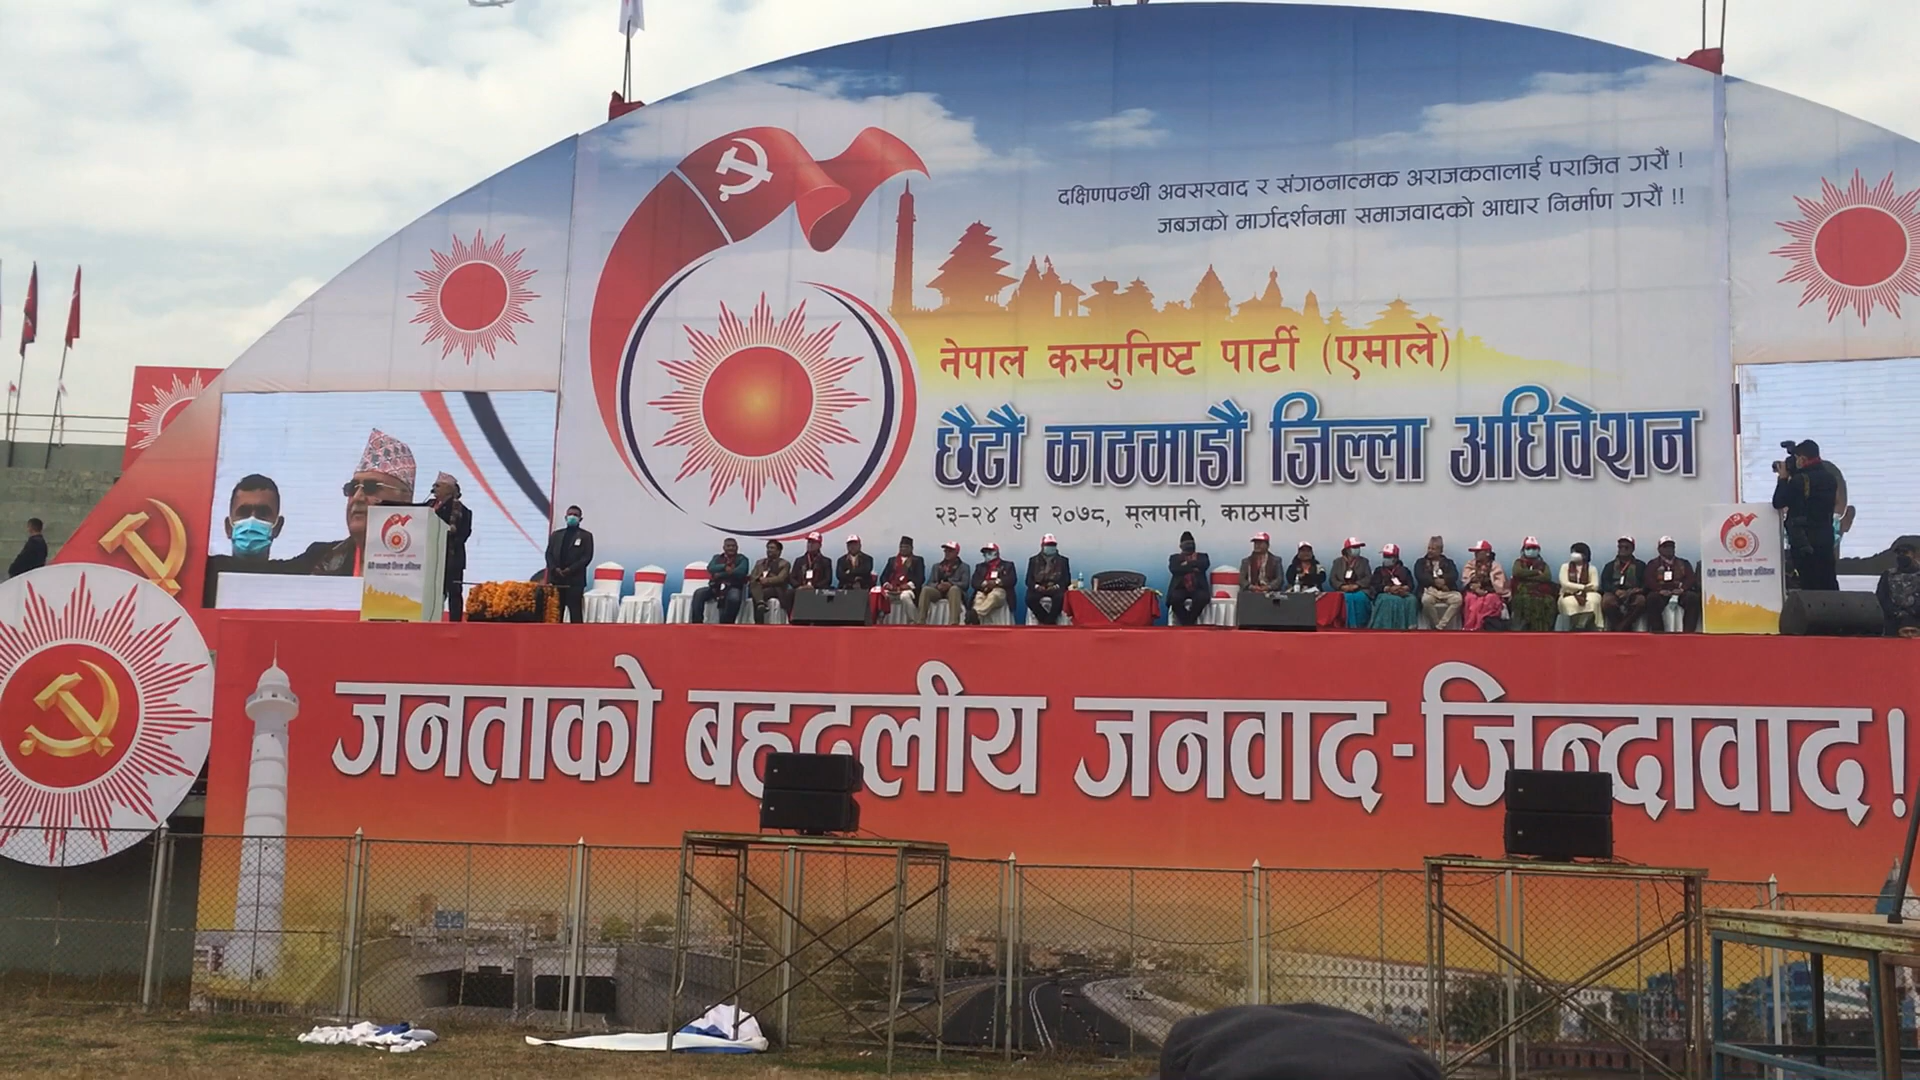 दक्षिणपन्थी अवसरवाद र संगठनात्मक अराजकतालाई पराजित गरौं !
जबजको मार्गदर्शनमा समाजवादको आधार निर्माण गरौं !!
नेपाल कम्युनिष्ट पार्टी (एमाले)
छैठौं काठमाडौं जिल्ला अधिवेशन
२३-२४ पुस २०७८, मूलपानी, काठमाडौं
जनताको बहुदलीय जनवाद-जिन्दावाद!